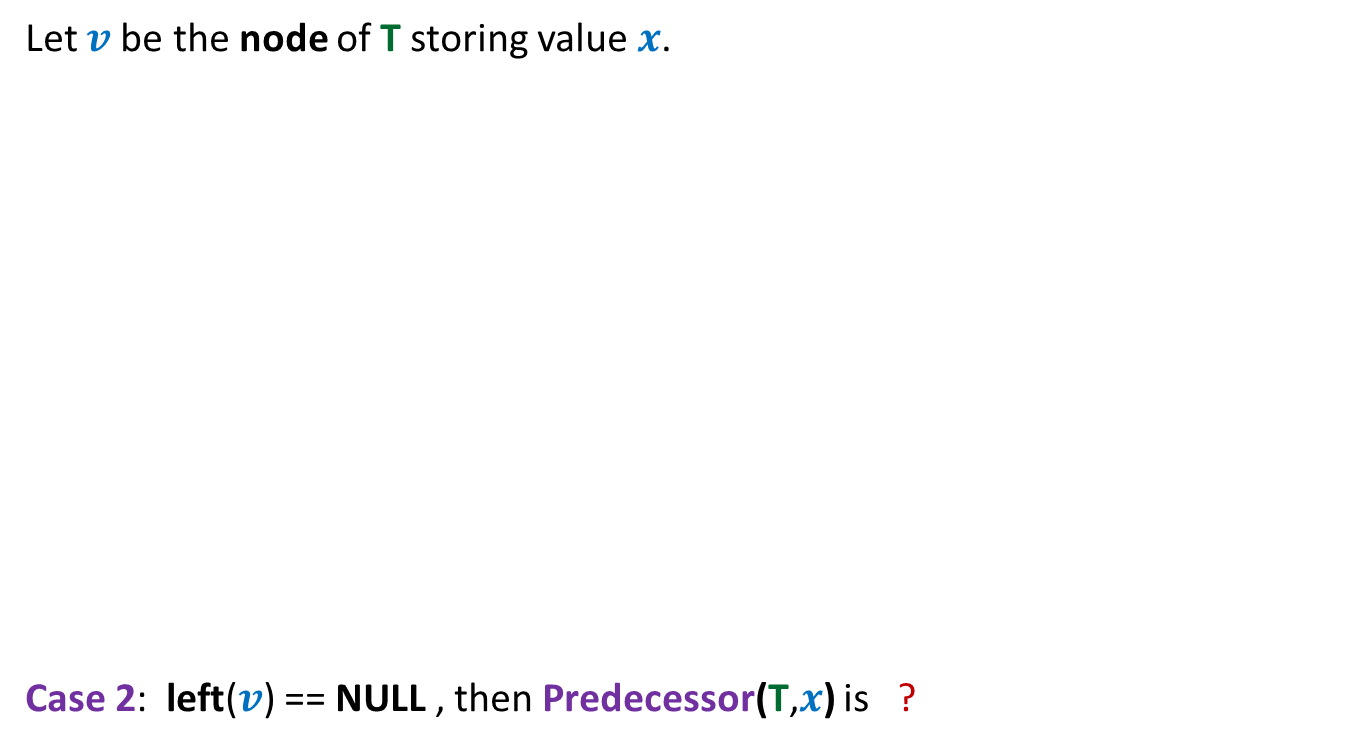 Let v be the node of T storing value x.
Case 2: left(v) == NULL , then Predecessor(T,x) is ?